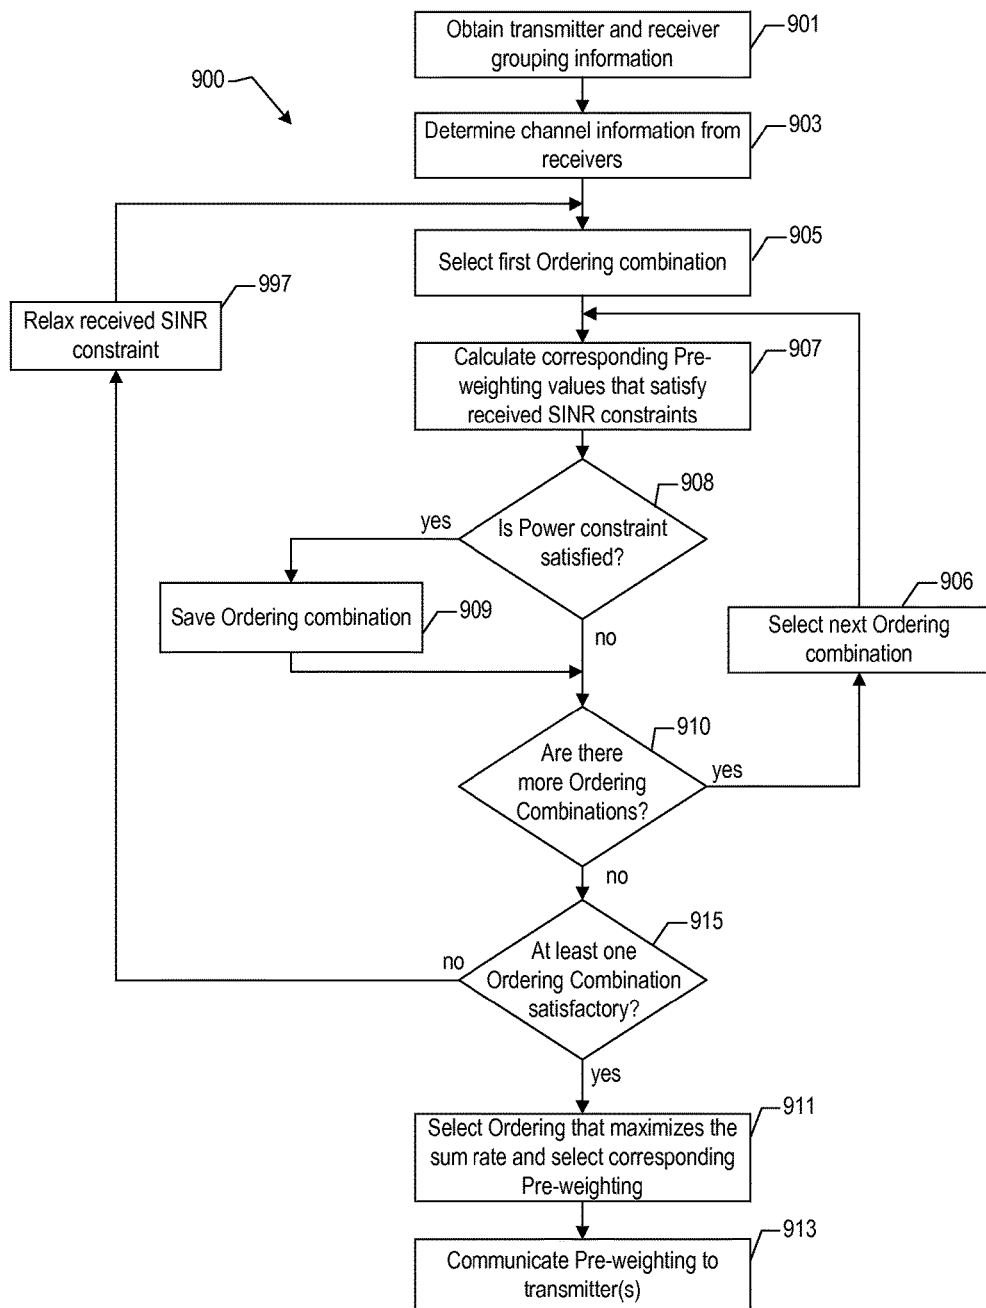 Obtain transmitter and receiver
grouping information
901
900
Determine channel information from
receivers
903
Select first Ordering combination
905
997
Relax received SINR
constraint
Calculate corresponding Pre-
weighting values that satisfy
received SINR constraints
907
908
yes
Is Power constraint
satisfied?
no
Save Ordering combination
909
906
Select next Ordering
combination
910
Are there
more Ordering
Combinations?
yes
no
915
At least one
Ordering Combination
satisfactory?
no
yes
911
Select Ordering that maximizes the
sum rate and select corresponding
Pre-weighting
913
Communicate Pre-weighting to
transmitter(s)